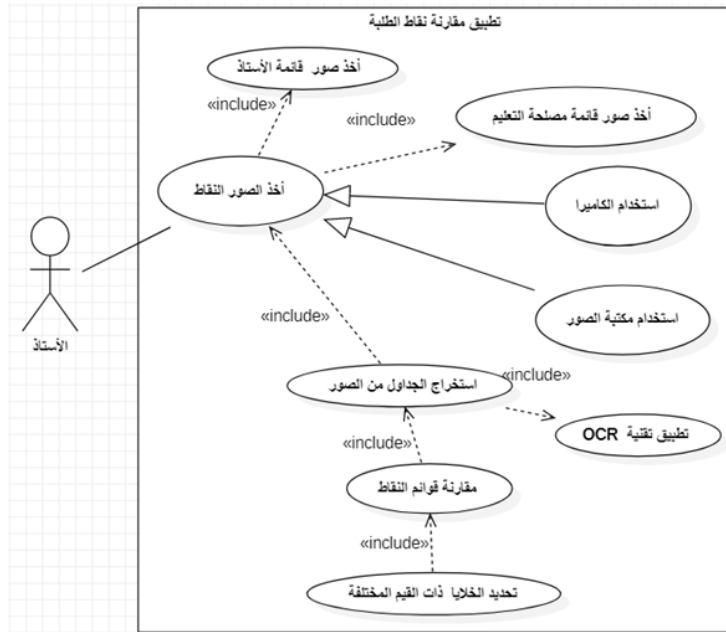 تطبيق مقارنة نقاط الطلبة
أخذ صور قائمة الأستاذ
«include»
«include»
أخذ صور قائمة مصلحة التعليم
أخذ الصور النقاط
استخدام الكاميرا
الأستاذ
«include»
استخدام مكتبة الصور
استخراج الجداول من الصور
«include»
تطبيق تقنية OCR
«include»
مقارنة قوائم النقاط
«include»
تحديد الخلايا ذات القيم المختلفة